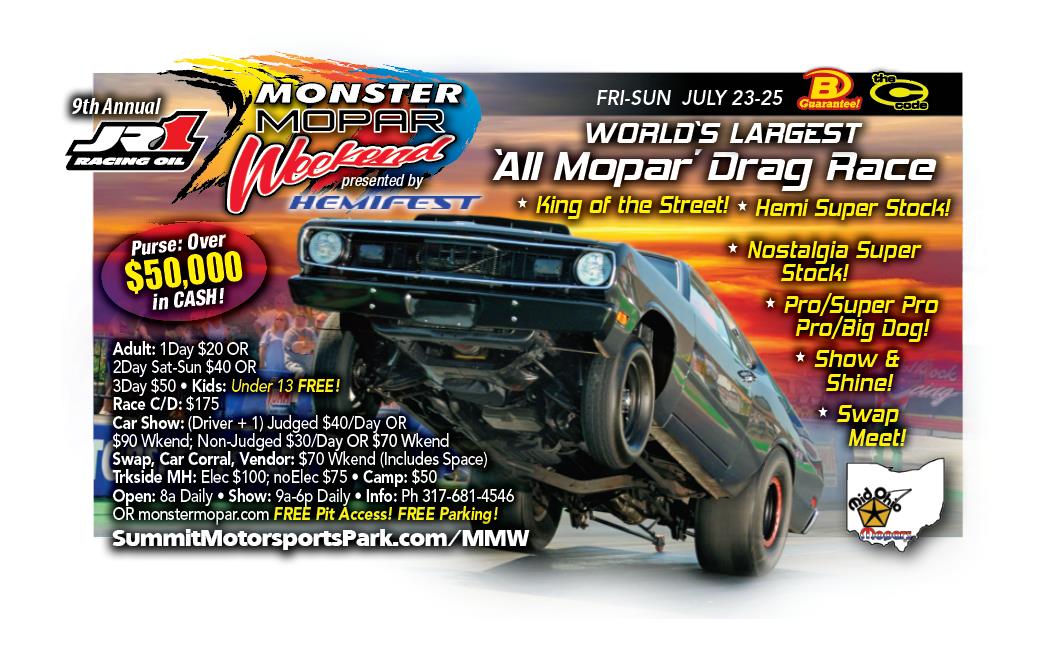 9th Annual
JR1
RACING OIL
MONSTER
MOPAR
Weekend
presented by
HEMIFEST
FRI-SUN JULY 23-25
B
Guarantee!
the
C
code
WORLD'S LARGEST
'All Mopar' Drag Race
★ King of the Street! ★ Hemi Super Stock!
★ Nostalgia Super
Stock!
★ Pro/Super Pro
Pro/Big Dog!
★ Show &
Shine!
★ Swap
Meet!
Purse: Over
$50,000
in CASH!
Adult: 1Day $20 OR
2Day Sat-Sun $40 OR
3Day $50 • Kids: Under 13 FREE!
Race C/D: $175
Car Show: (Driver + 1) Judged $40/Day OR
$90 Wkend; Non-Judged $30/Day OR $70 Wkend
Swap, Car Corral, Vendor: $70 Wkend (Includes Space)
Trkside MH: Elec $100; noElec $75 • Camp: $50
Open: 8a Daily • Show: 9a-6p Daily • Info: Ph 317-681-4546
OR monstermopar.com FREE Pit Access! FREE Parking!
SummitMotorsportsPark.com/MMW
Mid Ohio
Mopars